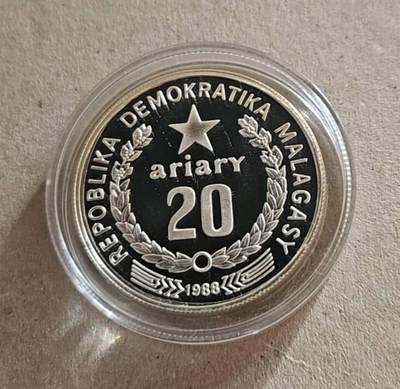 REPOBLIKA DEMOKRATIKA MALAGASY
ariary
20
1988